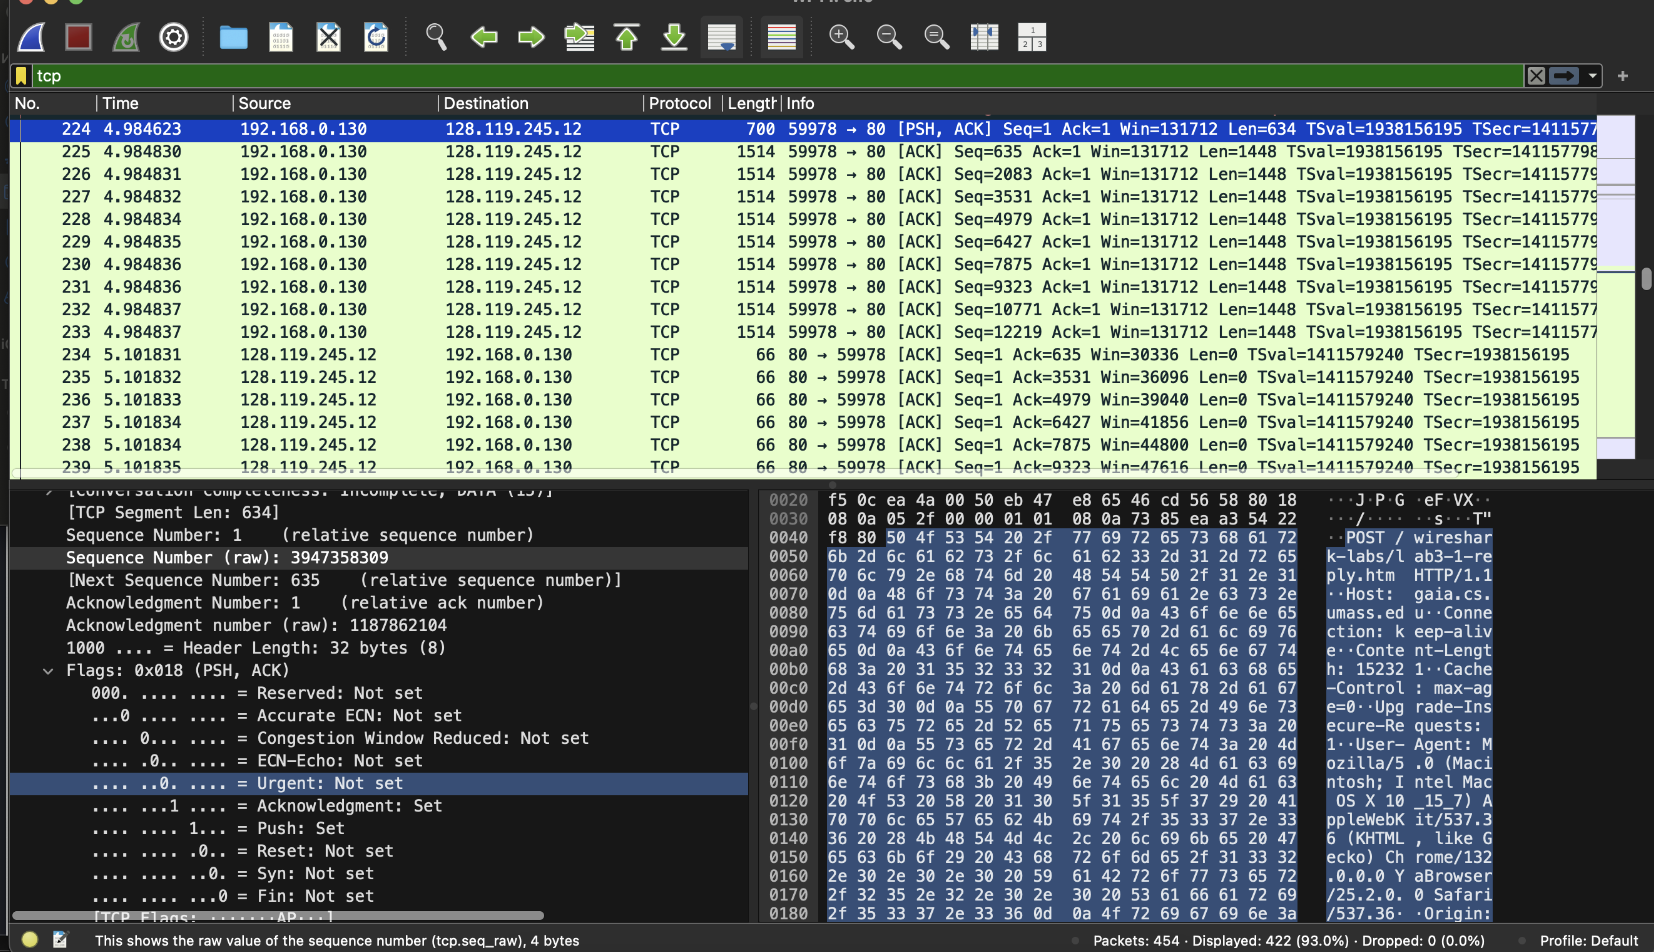 tcp
No. Time Source Destination Protocol Length Info
224 4.984623 192.168.0.130 128.119.245.12 TCP 700 59978 → 80 [PSH, ACK] Seq=1 Ack=1 Win=131712 Len=634 TSval=1938156195 TSecr=1411577
225 4.984830 192.168.0.130 128.119.245.12 TCP 1514 59978 → 80 [ACK] Seq=635 Ack=1 Win=131712 Len=1448 TSval=1938156195 TSecr=141157798
226 4.984831 192.168.0.130 128.119.245.12 TCP 1514 59978 → 80 [ACK] Seq=2083 Ack=1 Win=131712 Len=1448 TSval=1938156195 TSecr=14115779
227 4.984832 192.168.0.130 128.119.245.12 TCP 1514 59978 → 80 [ACK] Seq=3531 Ack=1 Win=131712 Len=1448 TSval=1938156195 TSecr=14115779
228 4.984834 192.168.0.130 128.119.245.12 TCP 1514 59978 → 80 [ACK] Seq=4979 Ack=1 Win=131712 Len=1448 TSval=1938156195 TSecr=14115779
229 4.984835 192.168.0.130 128.119.245.12 TCP 1514 59978 → 80 [ACK] Seq=6427 Ack=1 Win=131712 Len=1448 TSval=1938156195 TSecr=14115779
230 4.984836 192.168.0.130 128.119.245.12 TCP 1514 59978 → 80 [ACK] Seq=7875 Ack=1 Win=131712 Len=1448 TSval=1938156195 TSecr=14115779
231 4.984836 192.168.0.130 128.119.245.12 TCP 1514 59978 → 80 [ACK] Seq=9323 Ack=1 Win=131712 Len=1448 TSval=1938156195 TSecr=14115779
232 4.984837 192.168.0.130 128.119.245.12 TCP 1514 59978 → 80 [ACK] Seq=10771 Ack=1 Win=131712 Len=1448 TSval=1938156195 TSecr=1411577
233 4.984837 192.168.0.130 128.119.245.12 TCP 1514 59978 → 80 [ACK] Seq=12219 Ack=1 Win=131712 Len=1448 TSval=1938156195 TSecr=1411577
234 5.101831 128.119.245.12 192.168.0.130 TCP 66 80 → 59978 [ACK] Seq=1 Ack=635 Win=30336 Len=0 TSval=1411579240 TSecr=1938156195
235 5.101832 128.119.245.12 192.168.0.130 TCP 66 80 → 59978 [ACK] Seq=1 Ack=3531 Win=36096 Len=0 TSval=1411579240 TSecr=1938156195
236 5.101833 128.119.245.12 192.168.0.130 TCP 66 80 → 59978 [ACK] Seq=1 Ack=4979 Win=39040 Len=0 TSval=1411579240 TSecr=1938156195
237 5.101834 128.119.245.12 192.168.0.130 TCP 66 80 → 59978 [ACK] Seq=1 Ack=6427 Win=41856 Len=0 TSval=1411579240 TSecr=1938156195
238 5.101834 128.119.245.12 192.168.0.130 TCP 66 80 → 59978 [ACK] Seq=1 Ack=7875 Win=44800 Len=0 TSval=1411579240 TSecr=1938156195
239 5.101835 128.119.245.12 192.168.0.130 TCP 66 80 → 59978 [ACK] Seq=1 Ack=9323 Win=47616 Len=0 TSval=1411579240 TSecr=1938156195
[Conversation completeness: Incomplete, DATA (15)]
[TCP Segment Len: 634]
Sequence Number: 1 (relative sequence number)
Sequence Number (raw): 3947358309
[Next Sequence Number: 635 (relative sequence number)]
Acknowledgment Number: 1 (relative ack number)
Acknowledgment number (raw): 1187862104
1000 .... = Header Length: 32 bytes (8)
Flags: 0x018 (PSH, ACK)
000. .... .... = Reserved: Not set
...0 .... .... = Accurate ECN: Not set
.... 0... .... = Congestion Window Reduced: Not set
.... .0.. .... = ECN-Echo: Not set
.... ..0. .... = Urgent: Not set
.... ...1 .... = Acknowledgment: Set
.... .... 1... = Push: Set
.... .... .0.. = Reset: Not set
.... .... ..0. = Syn: Not set
.... .... ...0 = Fin: Not set
[TCP Flags: ·······AP···]
0020 f5 0c ea 4a 00 50 eb 47 e8 65 46 cd 56 58 80 18 ···J·P·G ·eF·VX··
0030 08 0a 05 2f 00 00 01 01 08 0a 73 85 ea a3 54 22 ···/···· ··s···T"
0040 f8 80 50 4f 53 54 20 2f 77 69 72 65 73 68 61 72 ··POST / wireshar
0050 6b 2d 6c 61 62 73 2f 6c 61 62 33 2d 31 2d 72 65 k-labs/l ab3-1-re
0060 70 6c 79 2e 68 74 6d 20 48 54 54 50 2f 31 2e 31 ply.htm HTTP/1.1
0070 0d 0a 48 6f 73 74 3a 20 67 61 69 61 2e 63 73 2e ··Host: gaia.cs.
0080 75 6d 61 73 73 2e 65 64 75 0d 0a 43 6f 6e 6e 65 umass.ed u··Conne
0090 63 74 69 6f 6e 3a 20 6b 65 65 70 2d 61 6c 69 76 ction: k eep-aliv
00a0 65 0d 0a 43 6f 6e 74 65 6e 74 2d 4c 65 6e 67 74 e··Conte nt-Lengt
00b0 68 3a 20 31 35 32 33 32 31 0d 0a 43 61 63 68 65 h: 15232 1··Cache
00c0 2d 43 6f 6e 74 72 6f 6c 3a 20 6d 61 78 2d 61 67 -Control : max-ag
00d0 65 3d 30 0d 0a 55 70 67 72 61 64 65 2d 49 6e 73 e=0··Upg rade-Ins
00e0 65 63 75 72 65 2d 52 65 71 75 65 73 74 73 3a 20 ecure-Re quests:
00f0 31 0d 0a 55 73 65 72 2d 41 67 65 6e 74 3a 20 4d 1··User- Agent: M
0100 6f 7a 69 6c 6c 61 2f 35 2e 30 20 28 4d 61 63 69 ozilla/5 .0 (Maci
0110 6e 74 6f 73 68 3b 20 49 6e 74 65 6c 20 4d 61 63 ntosh; I ntel Mac
0120 20 4f 53 20 58 20 31 30 5f 31 35 5f 37 29 20 41 OS X 10 _15_7) A
0130 70 70 6c 65 57 65 62 4b 69 74 2f 35 33 37 2e 33 ppleWebK it/537.3
0140 36 20 28 4b 48 54 4d 4c 2c 20 6c 69 6b 65 20 47 6 (KHTML , like G
0150 65 63 6b 6f 29 20 43 68 72 6f 6d 65 2f 31 33 32 ecko) Ch rome/132
0160 2e 30 2e 30 2e 30 20 59 61 42 72 6f 77 73 65 72 .0.0.0 Y aBrowser
0170 2f 32 35 2e 32 2e 30 2e 30 20 53 61 66 61 72 69 /25.2.0. 0 Safari
0180 2f 35 33 37 2e 33 36 0d 0a 4f 72 69 67 69 6e 3a /537.36· ·Origin:
This shows the raw value of the sequence number (tcp.seq_raw), 4 bytes
Packets: 454 · Displayed: 422 (93.0%) · Dropped: 0 (0.0%)
Profile: Default